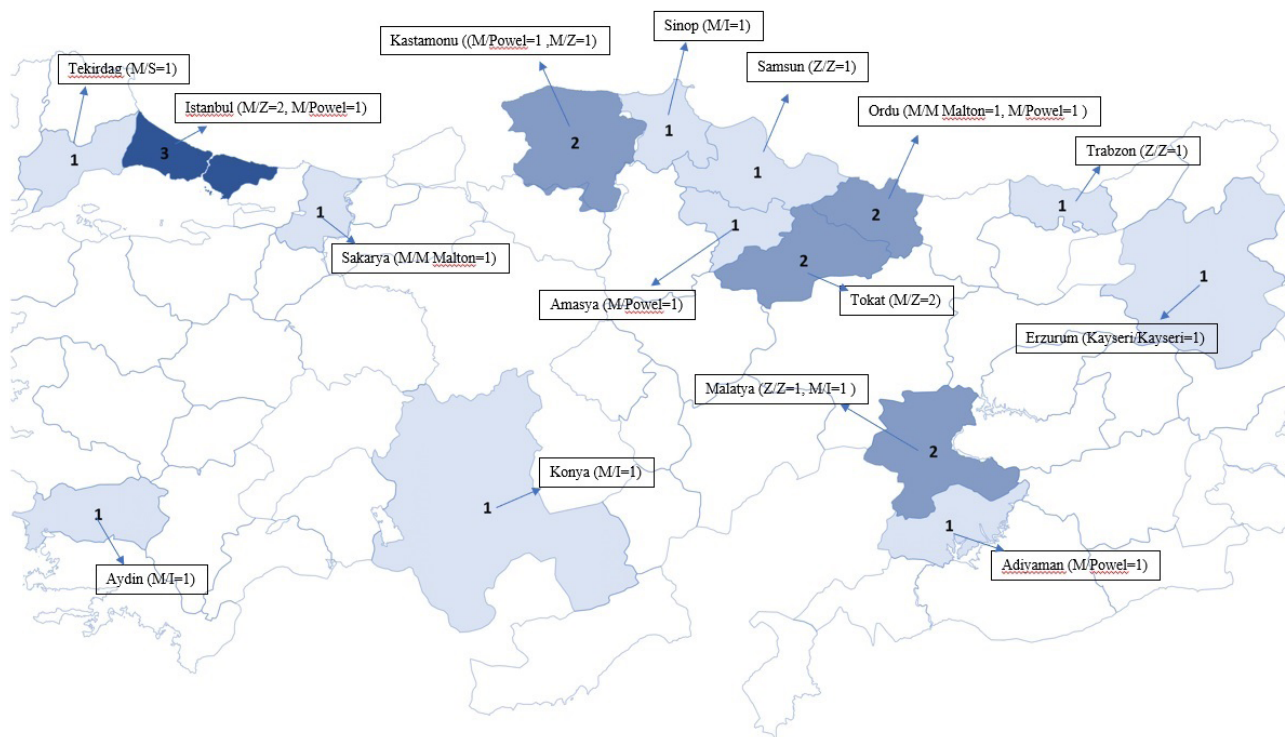 Sinop (M/I=1)
Kastamonu ((M/Powel=1 ,M/Z=1)
Tekirdag (M/S=1)
Samsun (Z/Z=1)
Istanbul (M/Z=2, M/Powel=1)
Ordu (M/M Malton=1, M/Powel=1 )
Trabzon (Z/Z=1)
1
3
2
1
1
2
1
1
1
2
1
Sakarya (M/M Malton=1)
Amasya (M/Powel=1)
Tokat (M/Z=2)
Erzurum (Kayseri/Kayseri=1)
Malatya (Z/Z=1, M/I=1 )
2
Konya (M/I=1)
1
1
1
Aydin (M/I=1)
Adiyaman (M/Powel=1)